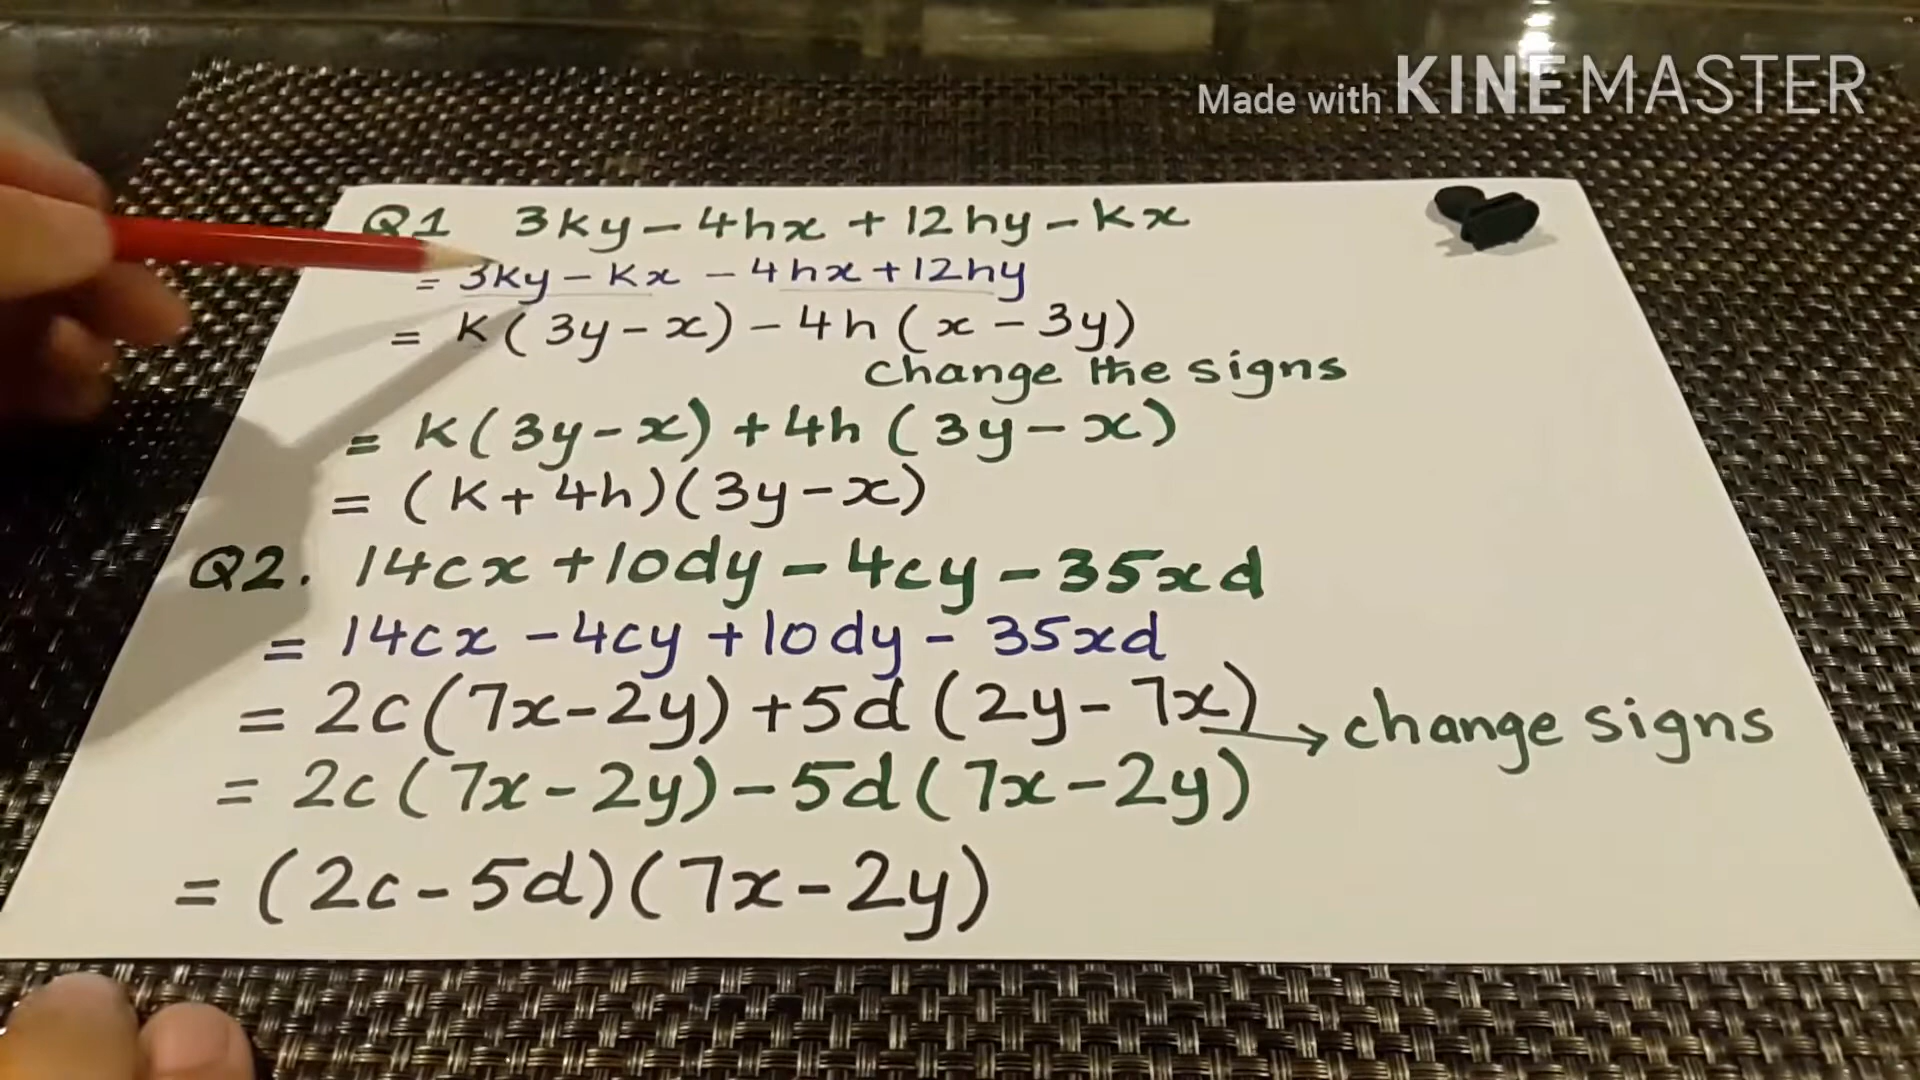 Made with KINEMASTER
Q1 3ky - 4hx + 12hy - kx
= 3ky - kx - 4hx + 12hy
= k(3y - x) - 4h(x - 3y)
change the signs
= k(3y - x) + 4h(3y - x)
= (k + 4h)(3y - x)
Q2. 14cx + 10dy - 4cy - 35xd
= 14cx - 4cy + 10dy - 35xd
= 2c(7x - 2y) + 5d(2y - 7x) → change signs
= 2c(7x - 2y) - 5d(7x - 2y)
= (2c - 5d)(7x - 2y)